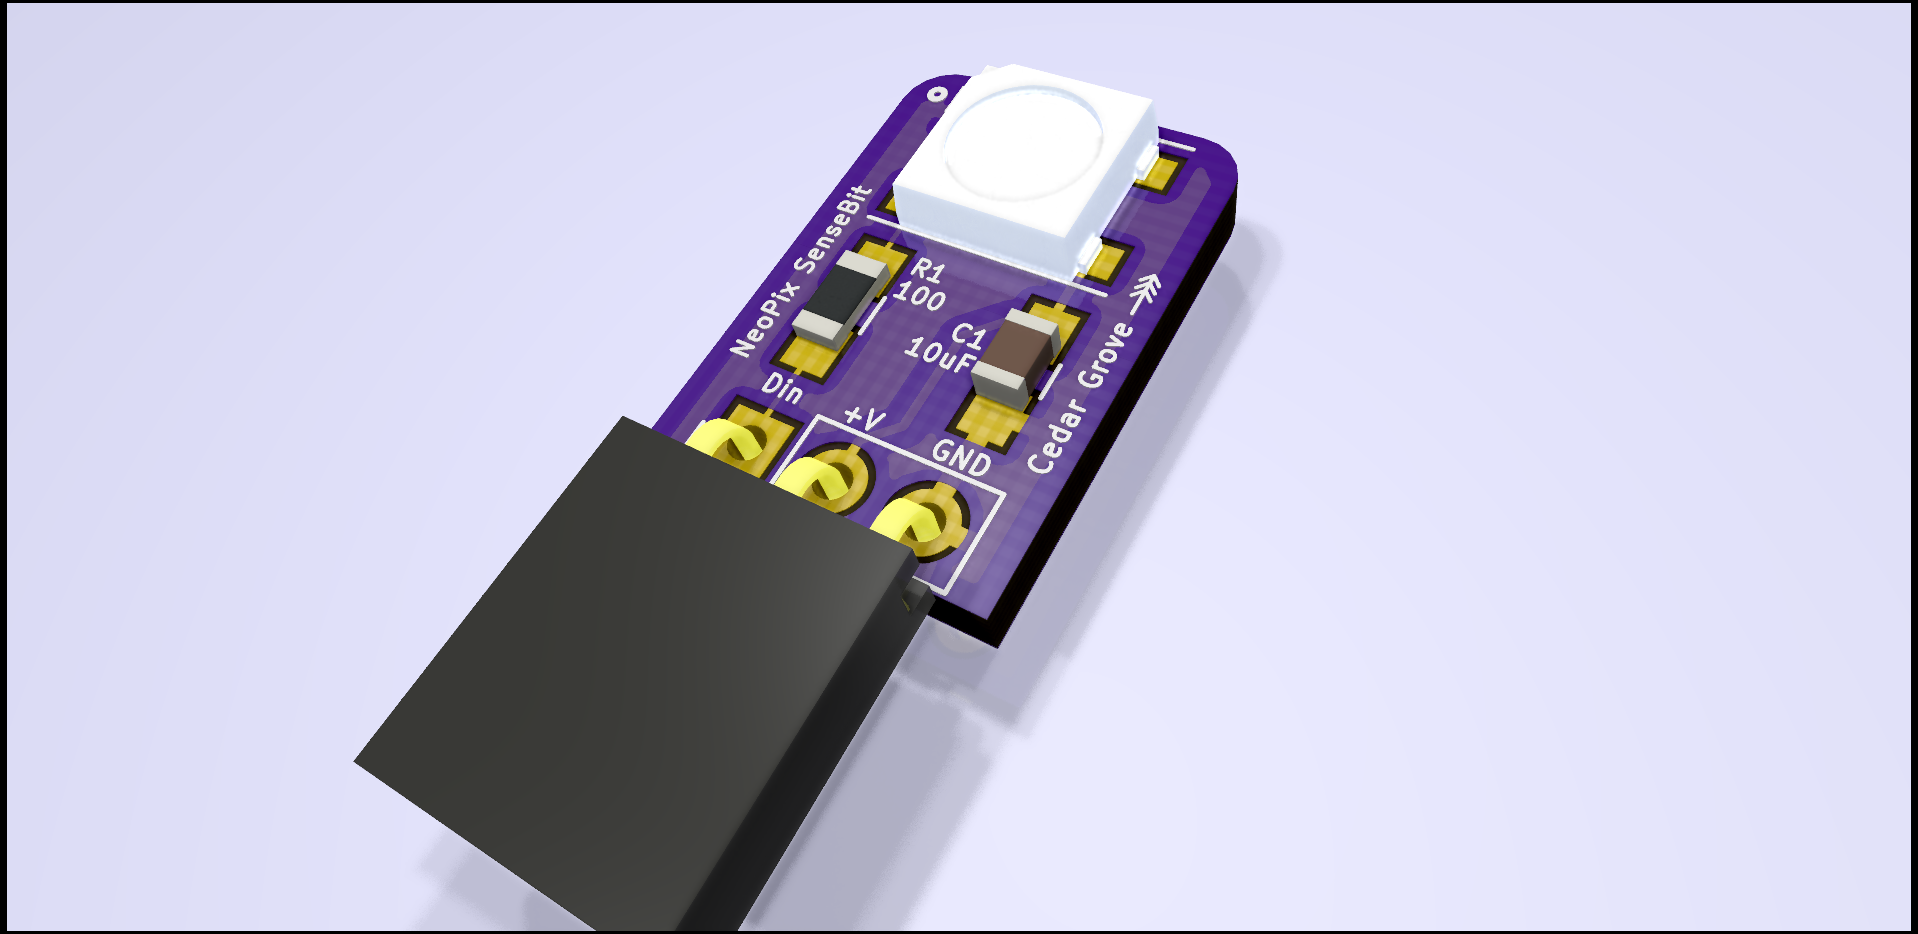 NeoPix SenseBit
R1
100
C1
10uF
Din
+V
GND
Cedar Grove